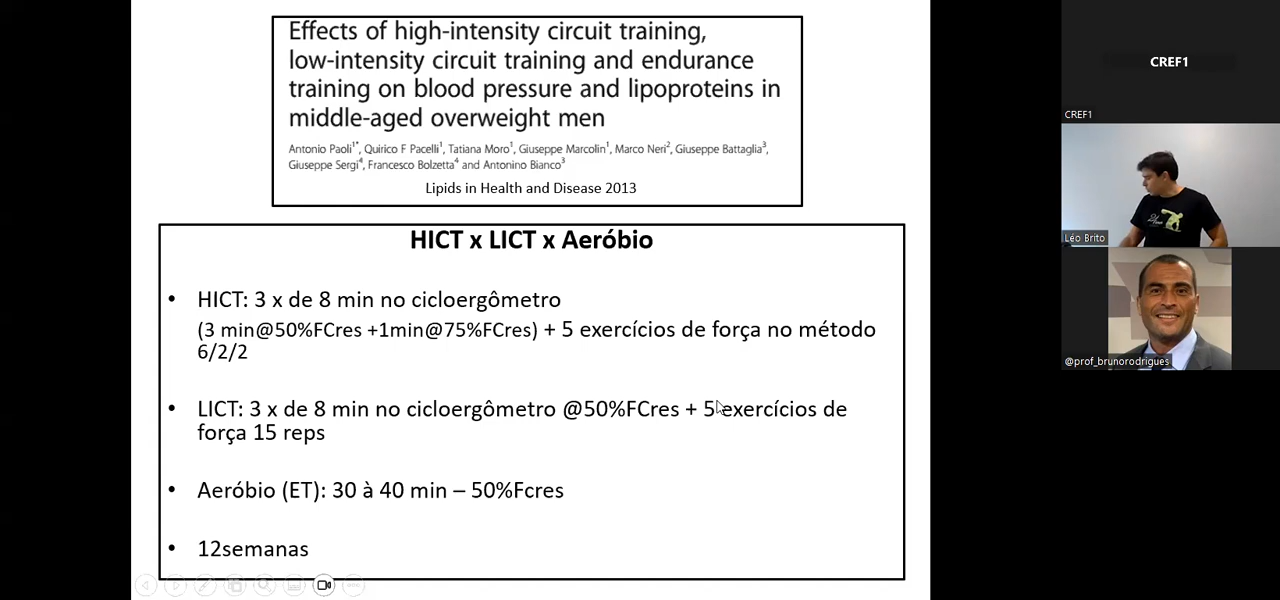 Effects of high-intensity circuit training,
low-intensity circuit training and endurance
training on blood pressure and lipoproteins in
middle-aged overweight men
Antonio Paoli1*, Quirico F Pacelli1, Tatiana Moro1, Giuseppe Marcolin1, Marco Neri2, Giuseppe Battaglia3,
Giuseppe Sergi4, Francesco Bolzetta4 and Antonino Bianco3
Lipids in Health and Disease 2013
HICT x LICT x Aeróbio
• HICT: 3 x de 8 min no cicloergômetro
(3 min@50%FCres +1min@75%FCres) + 5 exercícios de força no método
6/2/2
• LICT: 3 x de 8 min no cicloergômetro @50%FCres + 5 exercícios de
força 15 reps
• Aeróbio (ET): 30 à 40 min – 50%Fcres
• 12semanas
CREF1
CREF1
Léo Brito
@prof_brunorodrigues